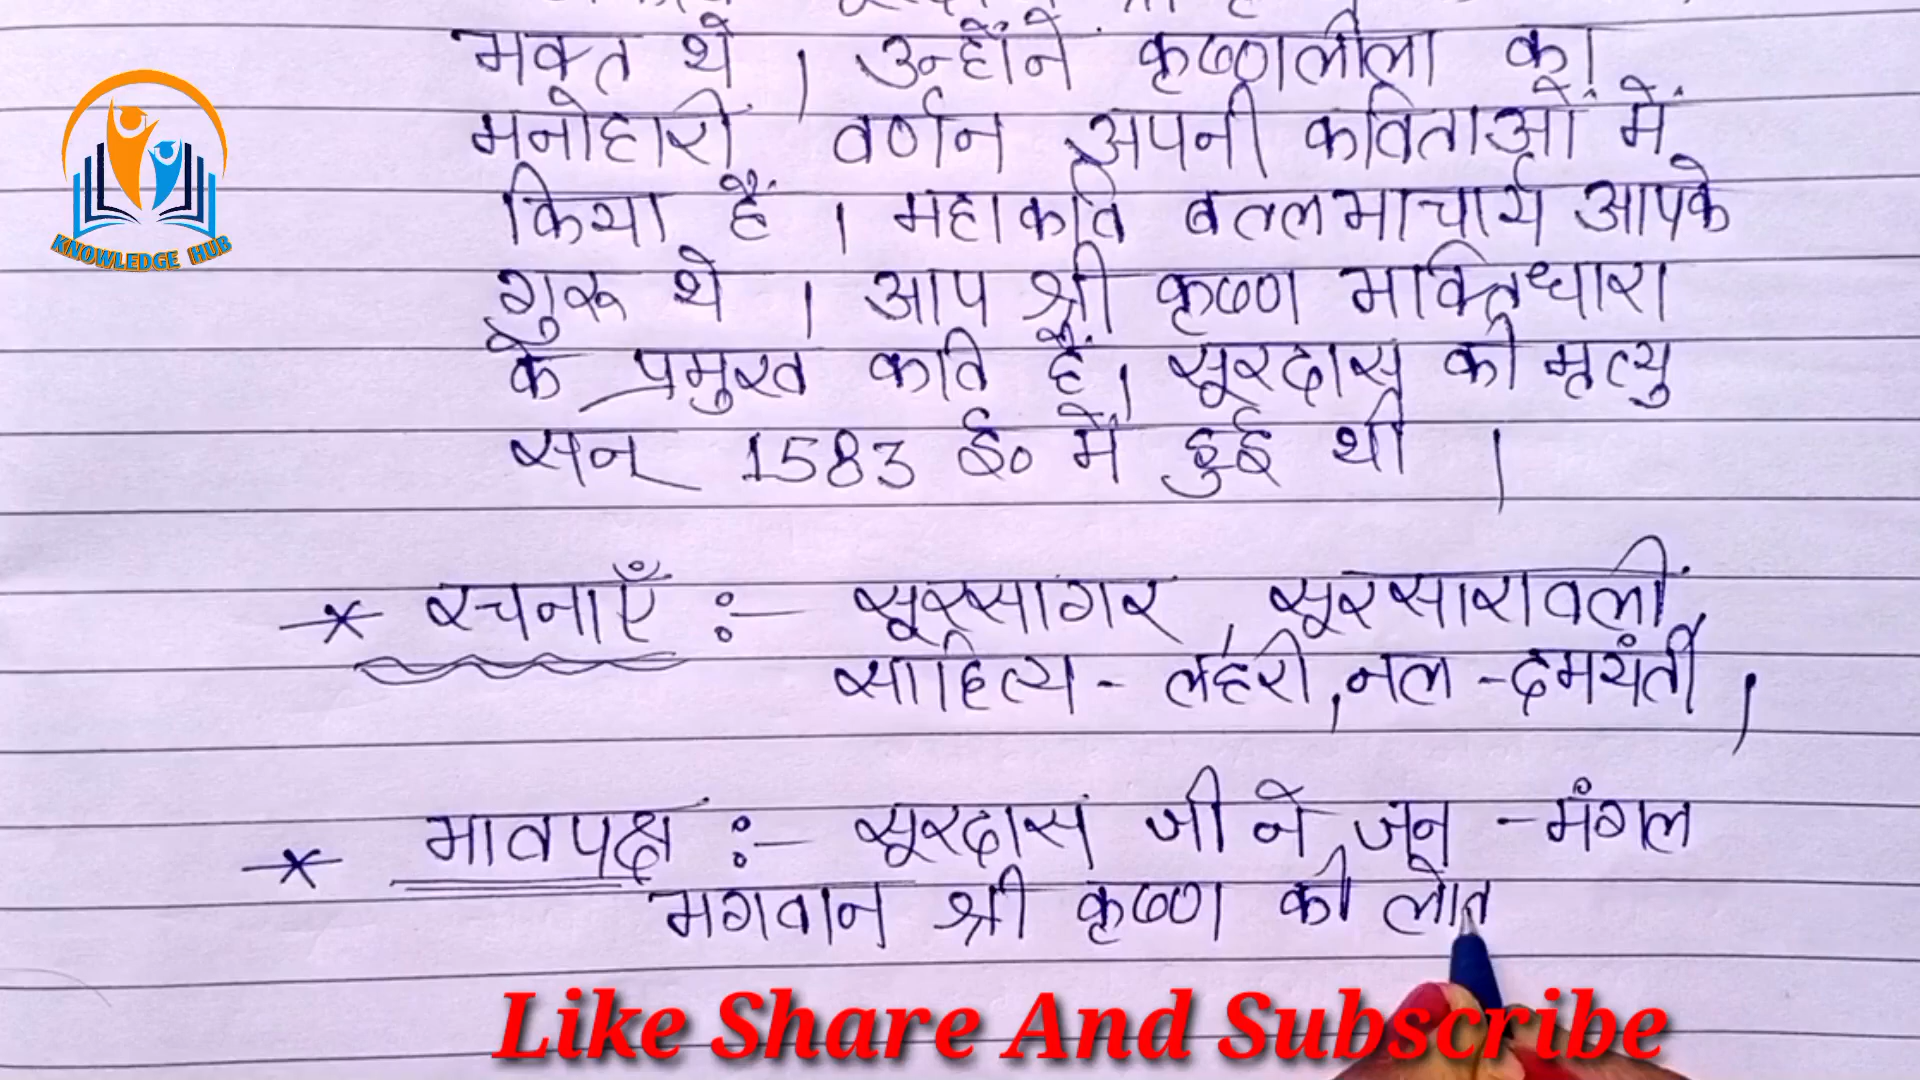 भक्त थे । उन्होंने कृष्णलीला का
मनोहारी वर्णन अपनी कविताओं में
किया हैं । महाकवि बल्लभाचार्य आपके
गुरू थे । आप श्री कृष्ण भक्तिधारा
के प्रमुख कवि हैं । सूरदास की मृत्यु
सन् 1583 ई० में हुई थी ।
* रचनाएँ :- सूरसागर , सूरसारावली,
साहित्य - लहरी , नल - दमयंती ।
* भावपक्ष :- सूरदास जी ने जन - मंगल
भगवान श्री कृष्ण की लोव
KNOWLEDGE HUB
Like Share And Subscribe